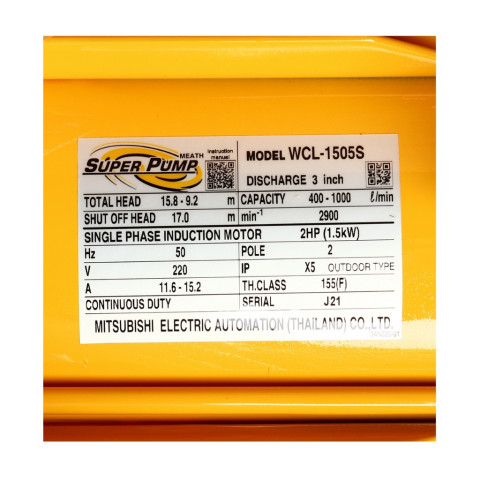 SUPER PUMP
MEATH
instruction manual
MODEL WCL-1505S
DISCHARGE 3 inch
TOTAL HEAD 15.8 - 9.2 m CAPACITY 400 - 1000 ℓ/min
SHUT OFF HEAD 17.0 m min⁻¹ 2900
SINGLE PHASE INDUCTION MOTOR 2HP (1.5kW)
Hz 50 POLE 2
V 220 IP X5 OUTDOOR TYPE
A 11.6 - 15.2 TH.CLASS 155(F)
CONTINUOUS DUTY SERIAL J21
MITSUBISHI ELECTRIC AUTOMATION (THAILAND) CO.,LTD.